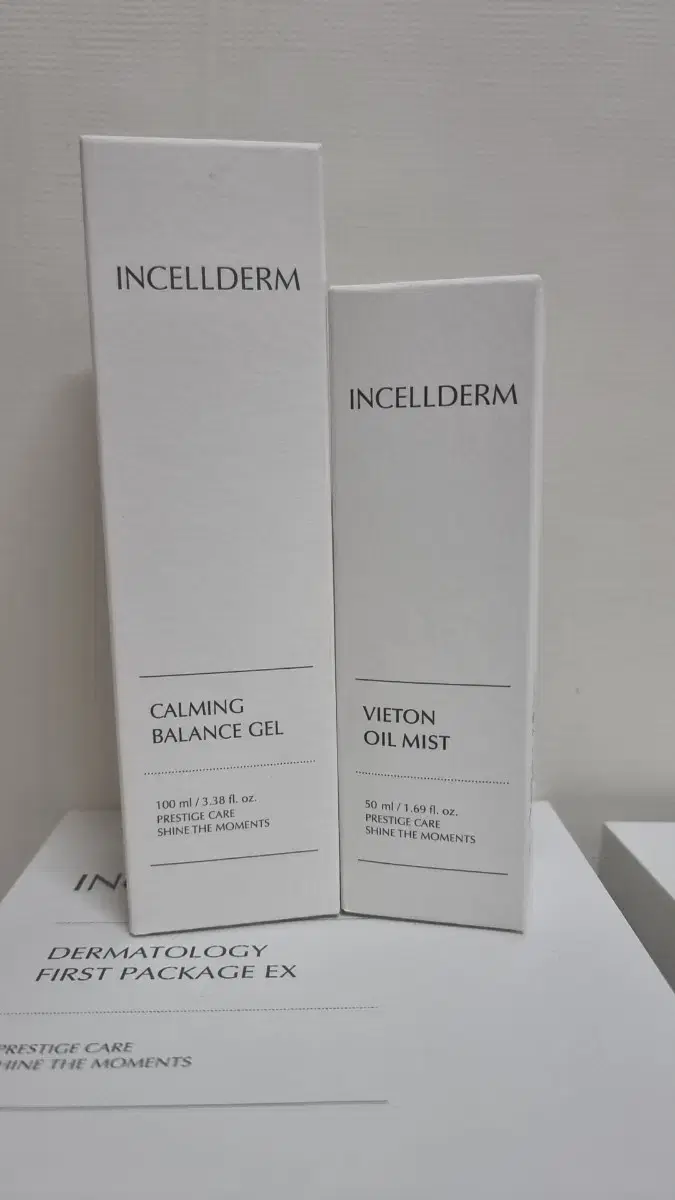 INCELLDERM
CALMING
BALANCE GEL
100 ml / 3.38 fl. oz.
PRESTIGE CARE
SHINE THE MOMENTS
INCELLDERM
VIETON
OIL MIST
50 ml / 1.69 fl. oz.
PRESTIGE CARE
SHINE THE MOMENTS
DERMATOLOGY
FIRST PACKAGE EX
PRESTIGE CARE
THE MOMENTS